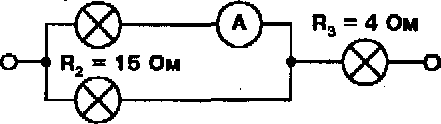 A
R₃ = 4 Ом
R₂ = 15 Ом